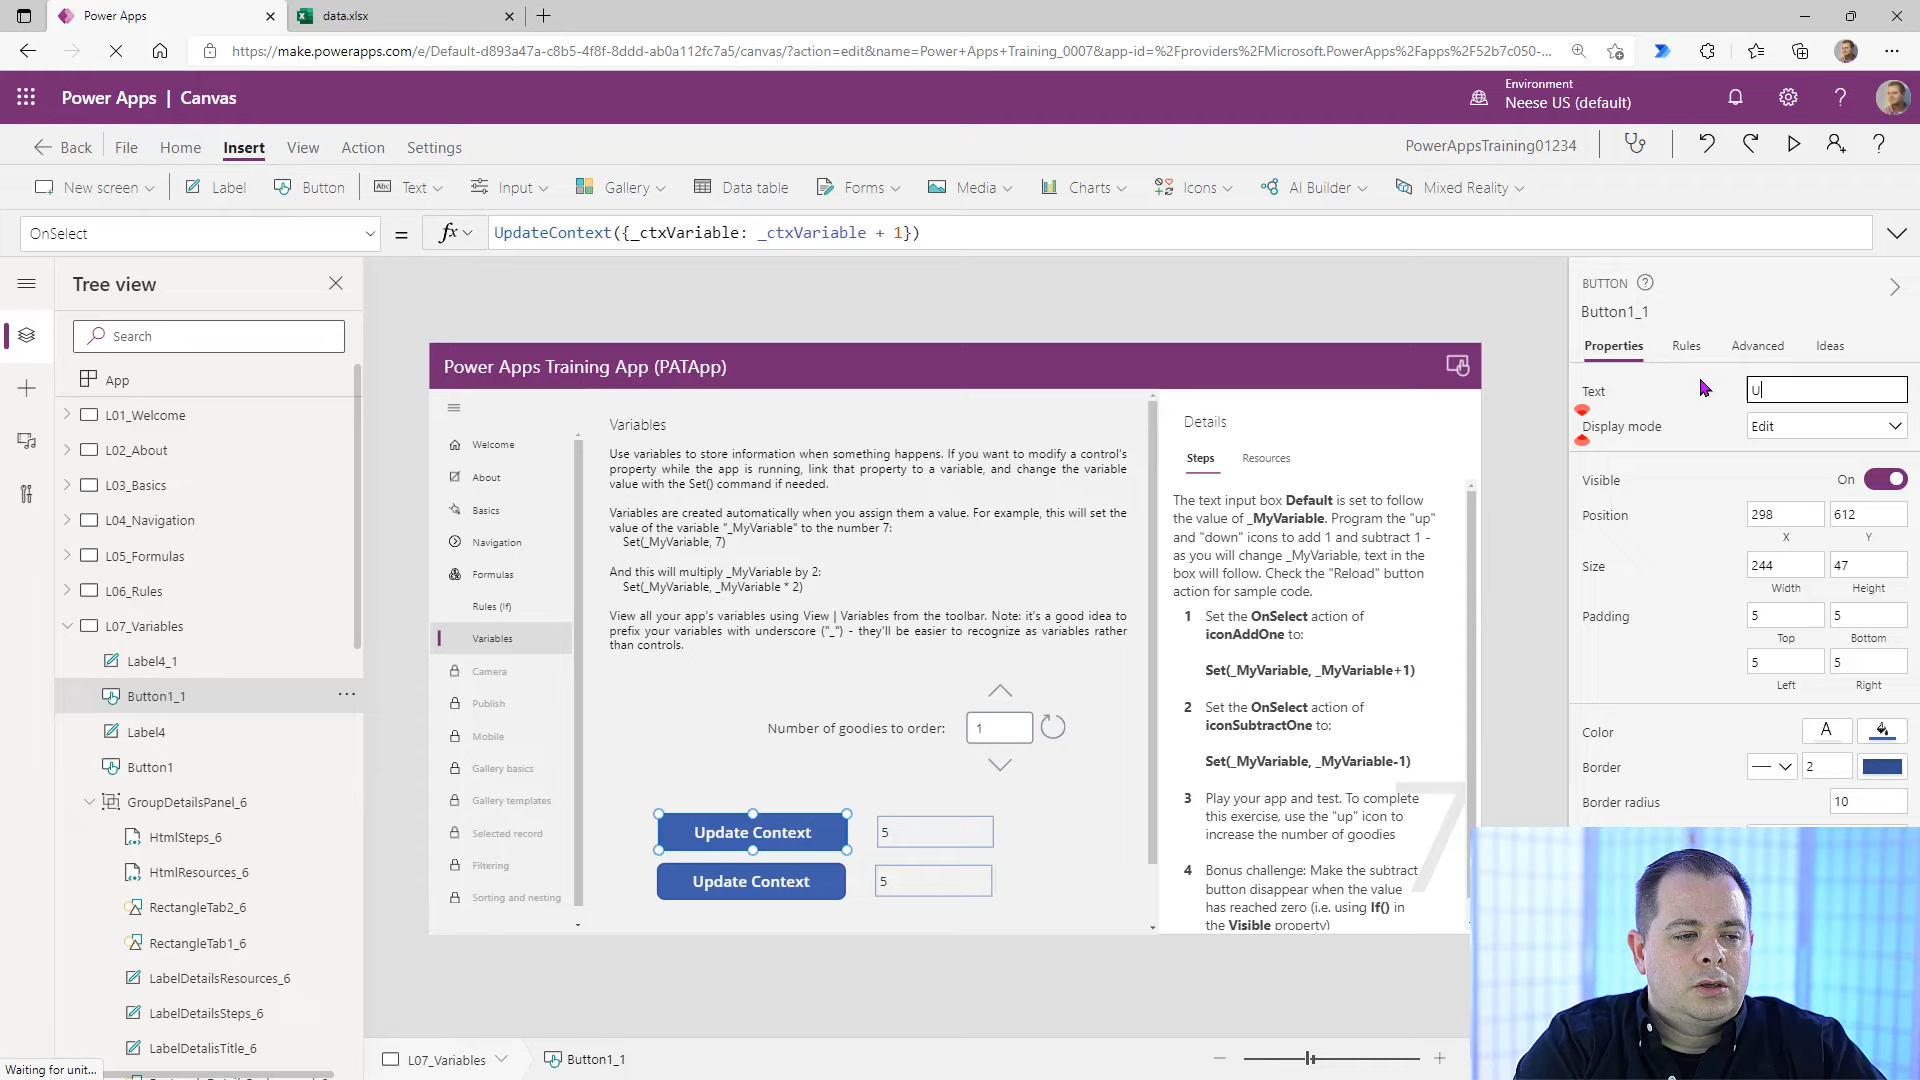 Power Apps
data.xlsx
https://make.powerapps.com/e/Default-d893a47a-c8b5-4f8f-8ddd-ab0a112fc7a5/canvas/?action=edit&name=Power+Apps+Training_0007&app-id=%2Fproviders%2FMicrosoft.PowerApps%2Fapps%2F52b7c050-...
Power Apps | Canvas
Environment
Neese US (default)
Back File Home Insert View Action Settings
PowerAppsTraining01234
New screen Label Button Text Input Gallery Data table Forms Media Charts Icons AI Builder Mixed Reality
OnSelect = fx UpdateContext({_ctxVariable: _ctxVariable + 1})
Tree view
Search
App
L01_Welcome
L02_About
L03_Basics
L04_Navigation
L05_Formulas
L06_Rules
L07_Variables
Label4_1
Button1_1
Label4
Button1
GroupDetailsPanel_6
HtmlSteps_6
HtmlResources_6
RectangleTab2_6
RectangleTab1_6
LabelDetailsResources_6
LabelDetailsSteps_6
LabelDetalisTitle_6
Waiting for unit...
Power Apps Training App (PATApp)
Welcome
About
Basics
Navigation
Formulas
Rules (If)
Variables
Camera
Publish
Mobile
Gallery basics
Gallery templates
Selected record
Filtering
Sorting and nesting
Variables
Use variables to store information when something happens. If you want to modify a control's
property while the app is running, link that property to a variable, and change the variable
value with the Set() command if needed.
Variables are created automatically when you assign them a value. For example, this will set the
value of the variable "_MyVariable" to the number 7:
Set(_MyVariable, 7)
And this will multiply _MyVariable by 2:
Set(_MyVariable, _MyVariable * 2)
View all your app's variables using View | Variables from the toolbar. Note: it's a good idea to
prefix your variables with underscore ("_") - they'll be easier to recognize as variables rather
than controls.
Number of goodies to order: 1
Update Context 5
Update Context 5
Details
Steps Resources
The text input box Default is set to follow
the value of _MyVariable. Program the "up"
and "down" icons to add 1 and subtract 1 -
as you will change _MyVariable, text in the
box will follow. Check the "Reload" button
action for sample code.
1 Set the OnSelect action of
iconAddOne to:
Set(_MyVariable, _MyVariable+1)
2 Set the OnSelect action of
iconSubtractOne to:
Set(_MyVariable, _MyVariable-1)
3 Play your app and test. To complete
this exercise, use the "up" icon to
increase the number of goodies
4 Bonus challenge: Make the subtract
button disappear when the value
has reached zero (i.e. using If() in
the Visible property)
7
L07_Variables Button1_1
BUTTON
Button1_1
Properties Rules Advanced Ideas
Text U
Display mode Edit
Visible On
Position 298 612
X Y
Size 244 47
Width Height
Padding 5 5
Top Bottom
5 5
Left Right
Color A
Border 2
Border radius 10